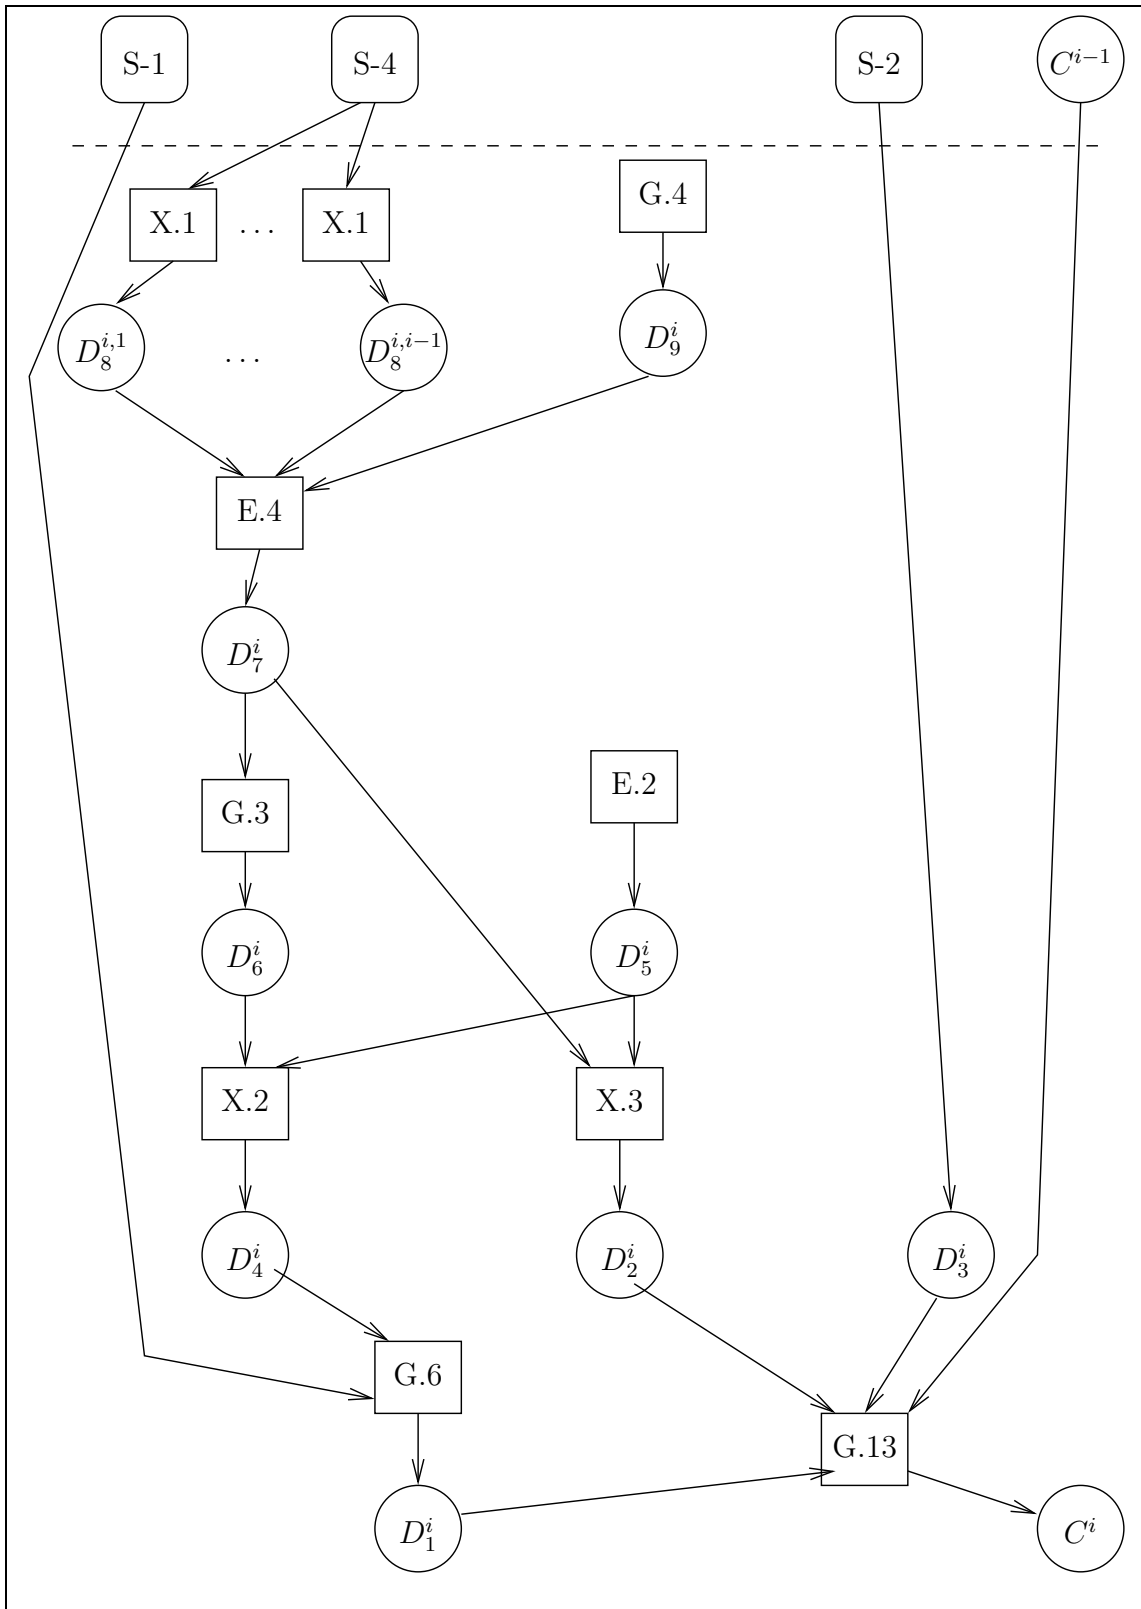 S-1 S-4 S-2 $C^{i-1}$
X.1 ... X.1 G.4
$D_8^{i,1}$ ... $D_8^{i,i-1}$ $D_9^i$
E.4
$D_7^i$
E.2
G.3
$D_6^i$ $D_5^i$
X.2 X.3
$D_4^i$ $D_2^i$ $D_3^i$
G.6
G.13
$D_1^i$ $C^i$